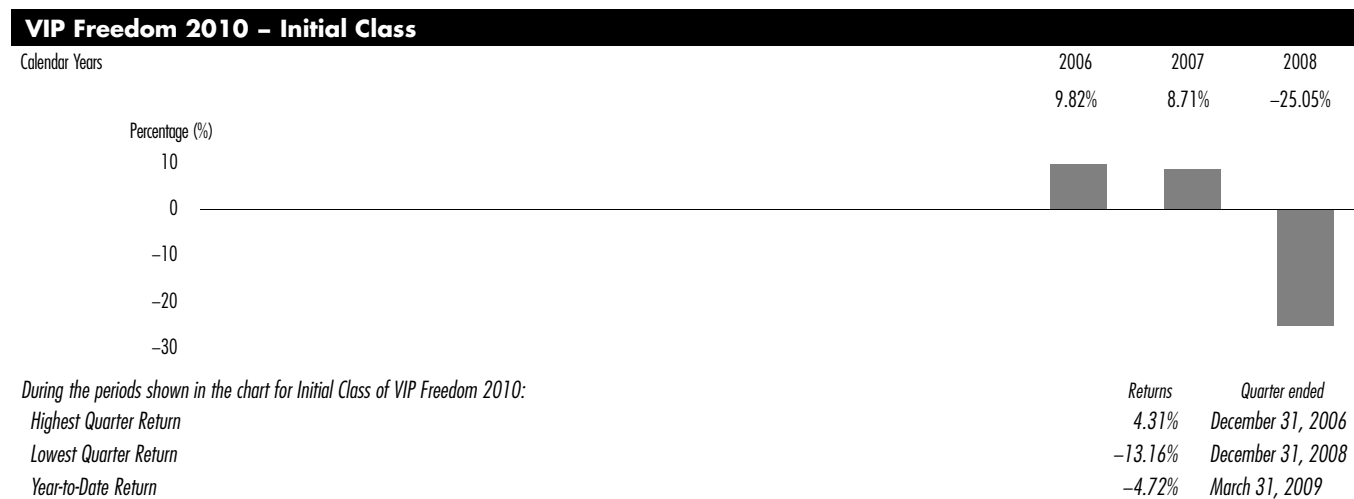 VIP Freedom 2010 – Initial Class
Calendar Years 2006 2007 2008
9.82% 8.71% –25.05%
Percentage (%)
10
0
–10
–20
–30
During the periods shown in the chart for Initial Class of VIP Freedom 2010: Returns Quarter ended
Highest Quarter Return 4.31% December 31, 2006
Lowest Quarter Return –13.16% December 31, 2008
Year-to-Date Return –4.72% March 31, 2009